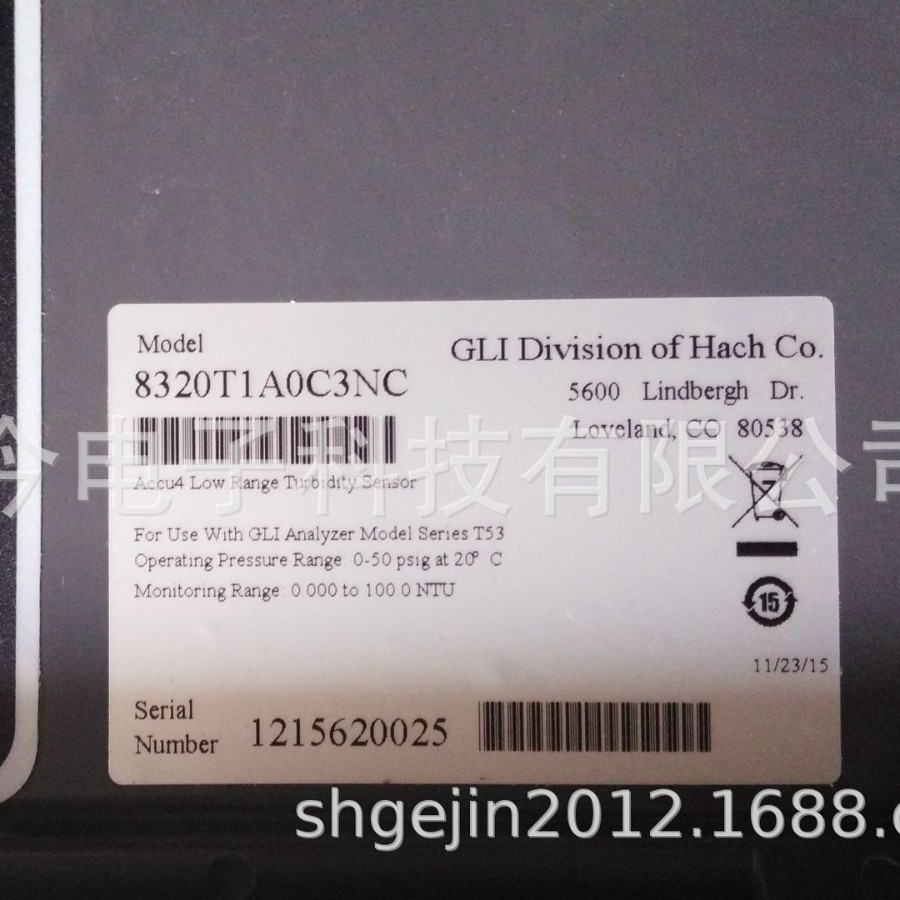 Model
8320T1A0C3NC
GLI Division of Hach Co.
5600 Lindbergh Dr.
Loveland, CO 80538
Accu4 Low Range Turbidity Sensor
For Use With GLI Analyzer Model Series T53
Operating Pressure Range: 0-50 psig at 20° C
Monitoring Range: 0.000 to 100.0 NTU
15
11/23/15
Serial
Number
1215620025
电子科技有限公司
shgejin2012.1688.c